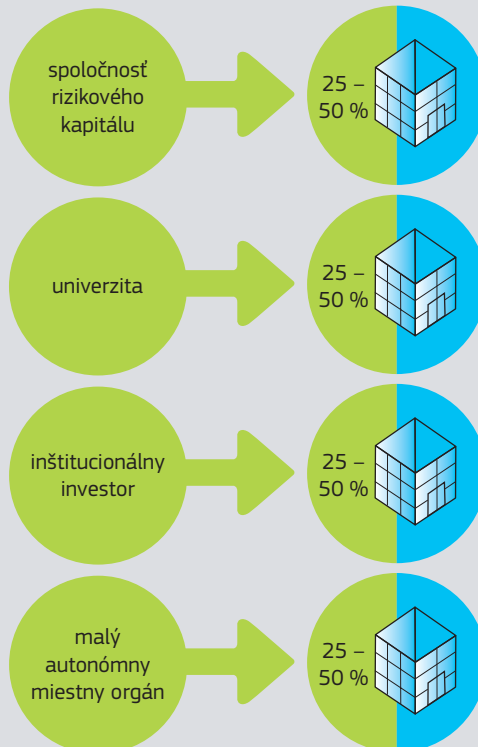 spoločnosť
rizikového
kapitálu
25 –
50 %
univerzita
25 –
50 %
inštitucionálny
investor
25 –
50 %
malý
autonómny
miestny orgán
25 –
50 %